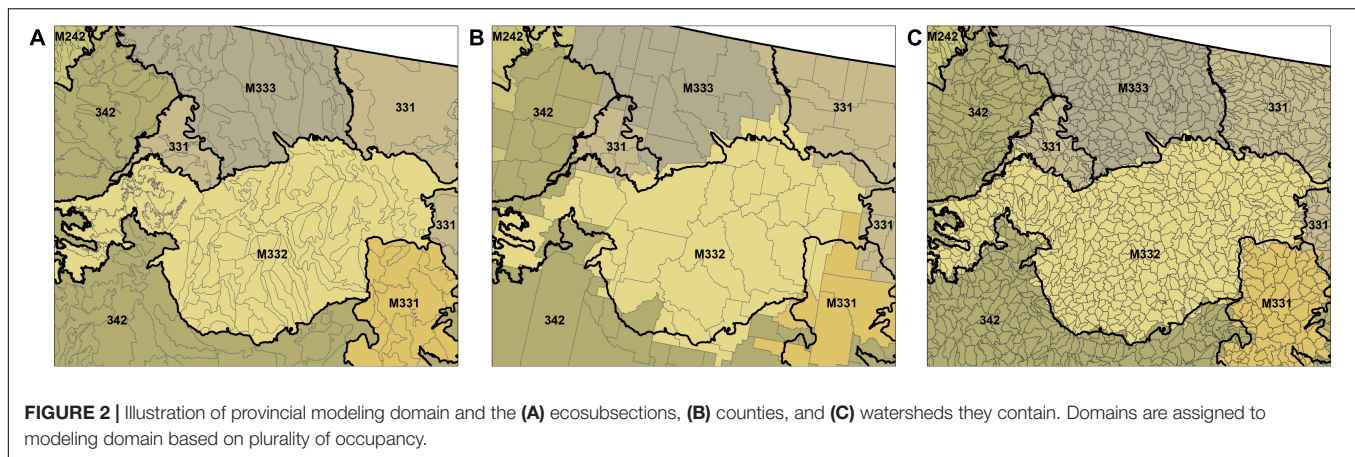 A
M242
M333
342
331
331
331
M332
M331
342
B
M242
M333
342
331
331
331
M332
M331
342
C
M242
M333
342
331
331
331
M332
M331
342
FIGURE 2 | Illustration of provincial modeling domain and the (A) ecosubsections, (B) counties, and (C) watersheds they contain. Domains are assigned to
modeling domain based on plurality of occupancy.